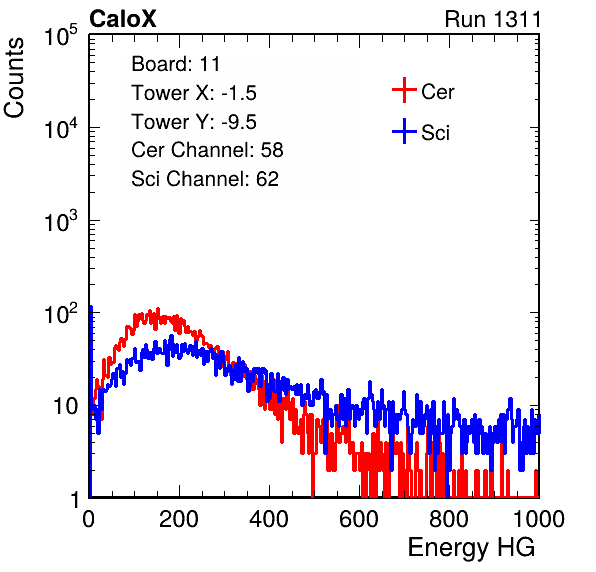 CaloX Run 1311
Counts
10^5
10^4
10^3
10^2
10
1
Board: 11
Tower X: -1.5
Tower Y: -9.5
Cer Channel: 58
Sci Channel: 62
Cer
Sci
0 200 400 600 800 1000
Energy HG